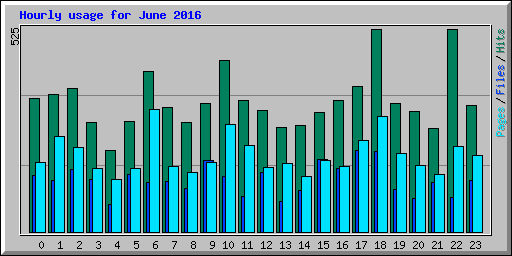 Hourly usage for June 2016
525
Pages/Files/Hits
0 1 2 3 4 5 6 7 8 9 10 11 12 13 14 15 16 17 18 19 20 21 22 23